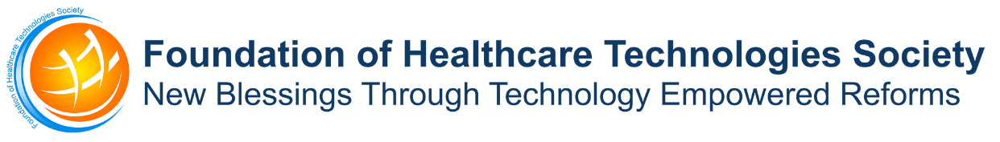 Foundation of Healthcare Technologies Society
Foundation of Healthcare Technologies Society
New Blessings Through Technology Empowered Reforms